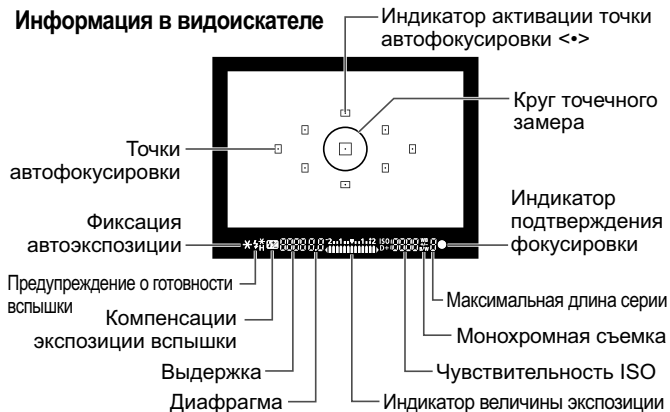 Информация в видоискателе
Индикатор активации точки
автофокусировки <•>
Круг точечного
замера
Точки
автофокусировки
Индикатор
подтверждения
фокусировки
Фиксация
автоэкспозиции
Предупреждение о готовности
вспышки
Компенсации
экспозиции вспышки
Выдержка
Диафрагма
Максимальная длина серии
Монохромная съемка
Чувствительность ISO
Индикатор величины экспозиции